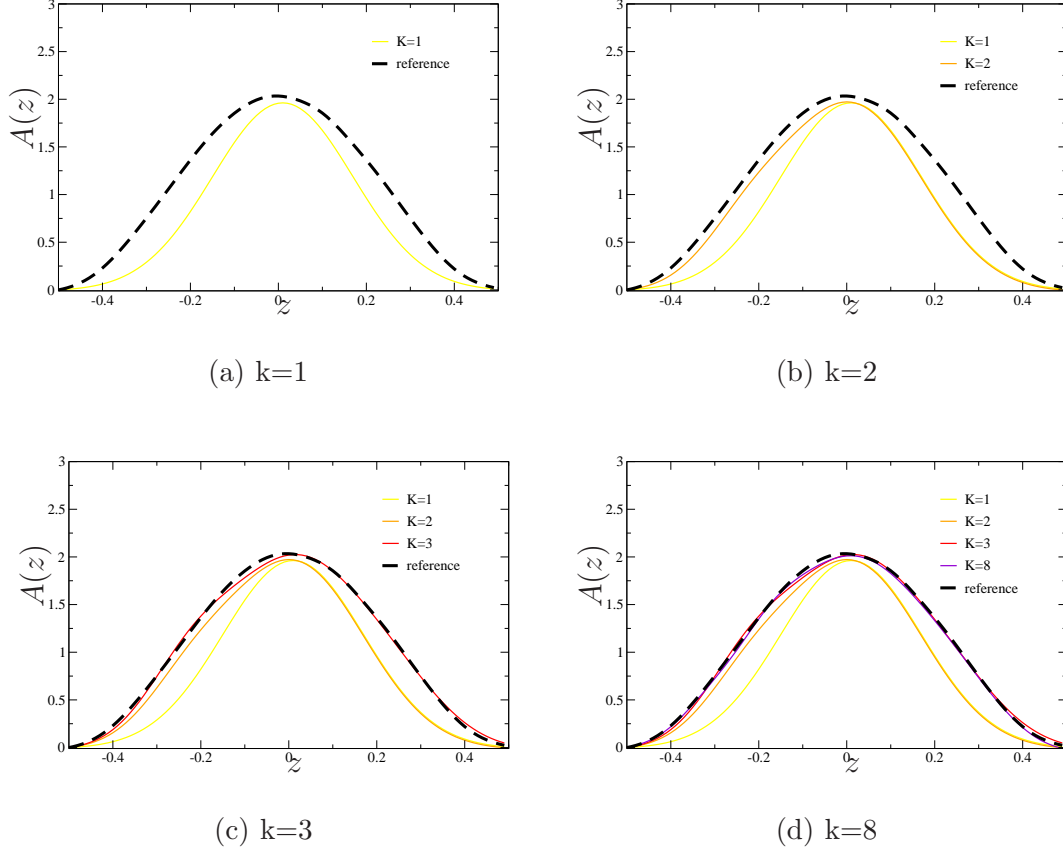 3
2.5
2
1.5
1
0.5
0
A(z)
K=1
reference
-0.4
-0.2
0
0.2
0.4
z
(a) k=1
3
2.5
2
1.5
1
0.5
0
A(z)
K=1
K=2
reference
-0.4
-0.2
0
0.2
0.4
z
(b) k=2
3
2.5
2
1.5
1
0.5
0
A(z)
K=1
K=2
K=3
reference
-0.4
-0.2
0
0.2
0.4
z
(c) k=3
3
2.5
2
1.5
1
0.5
0
A(z)
K=1
K=2
K=3
K=8
reference
-0.4
-0.2
0
0.2
0.4
z
(d) k=8